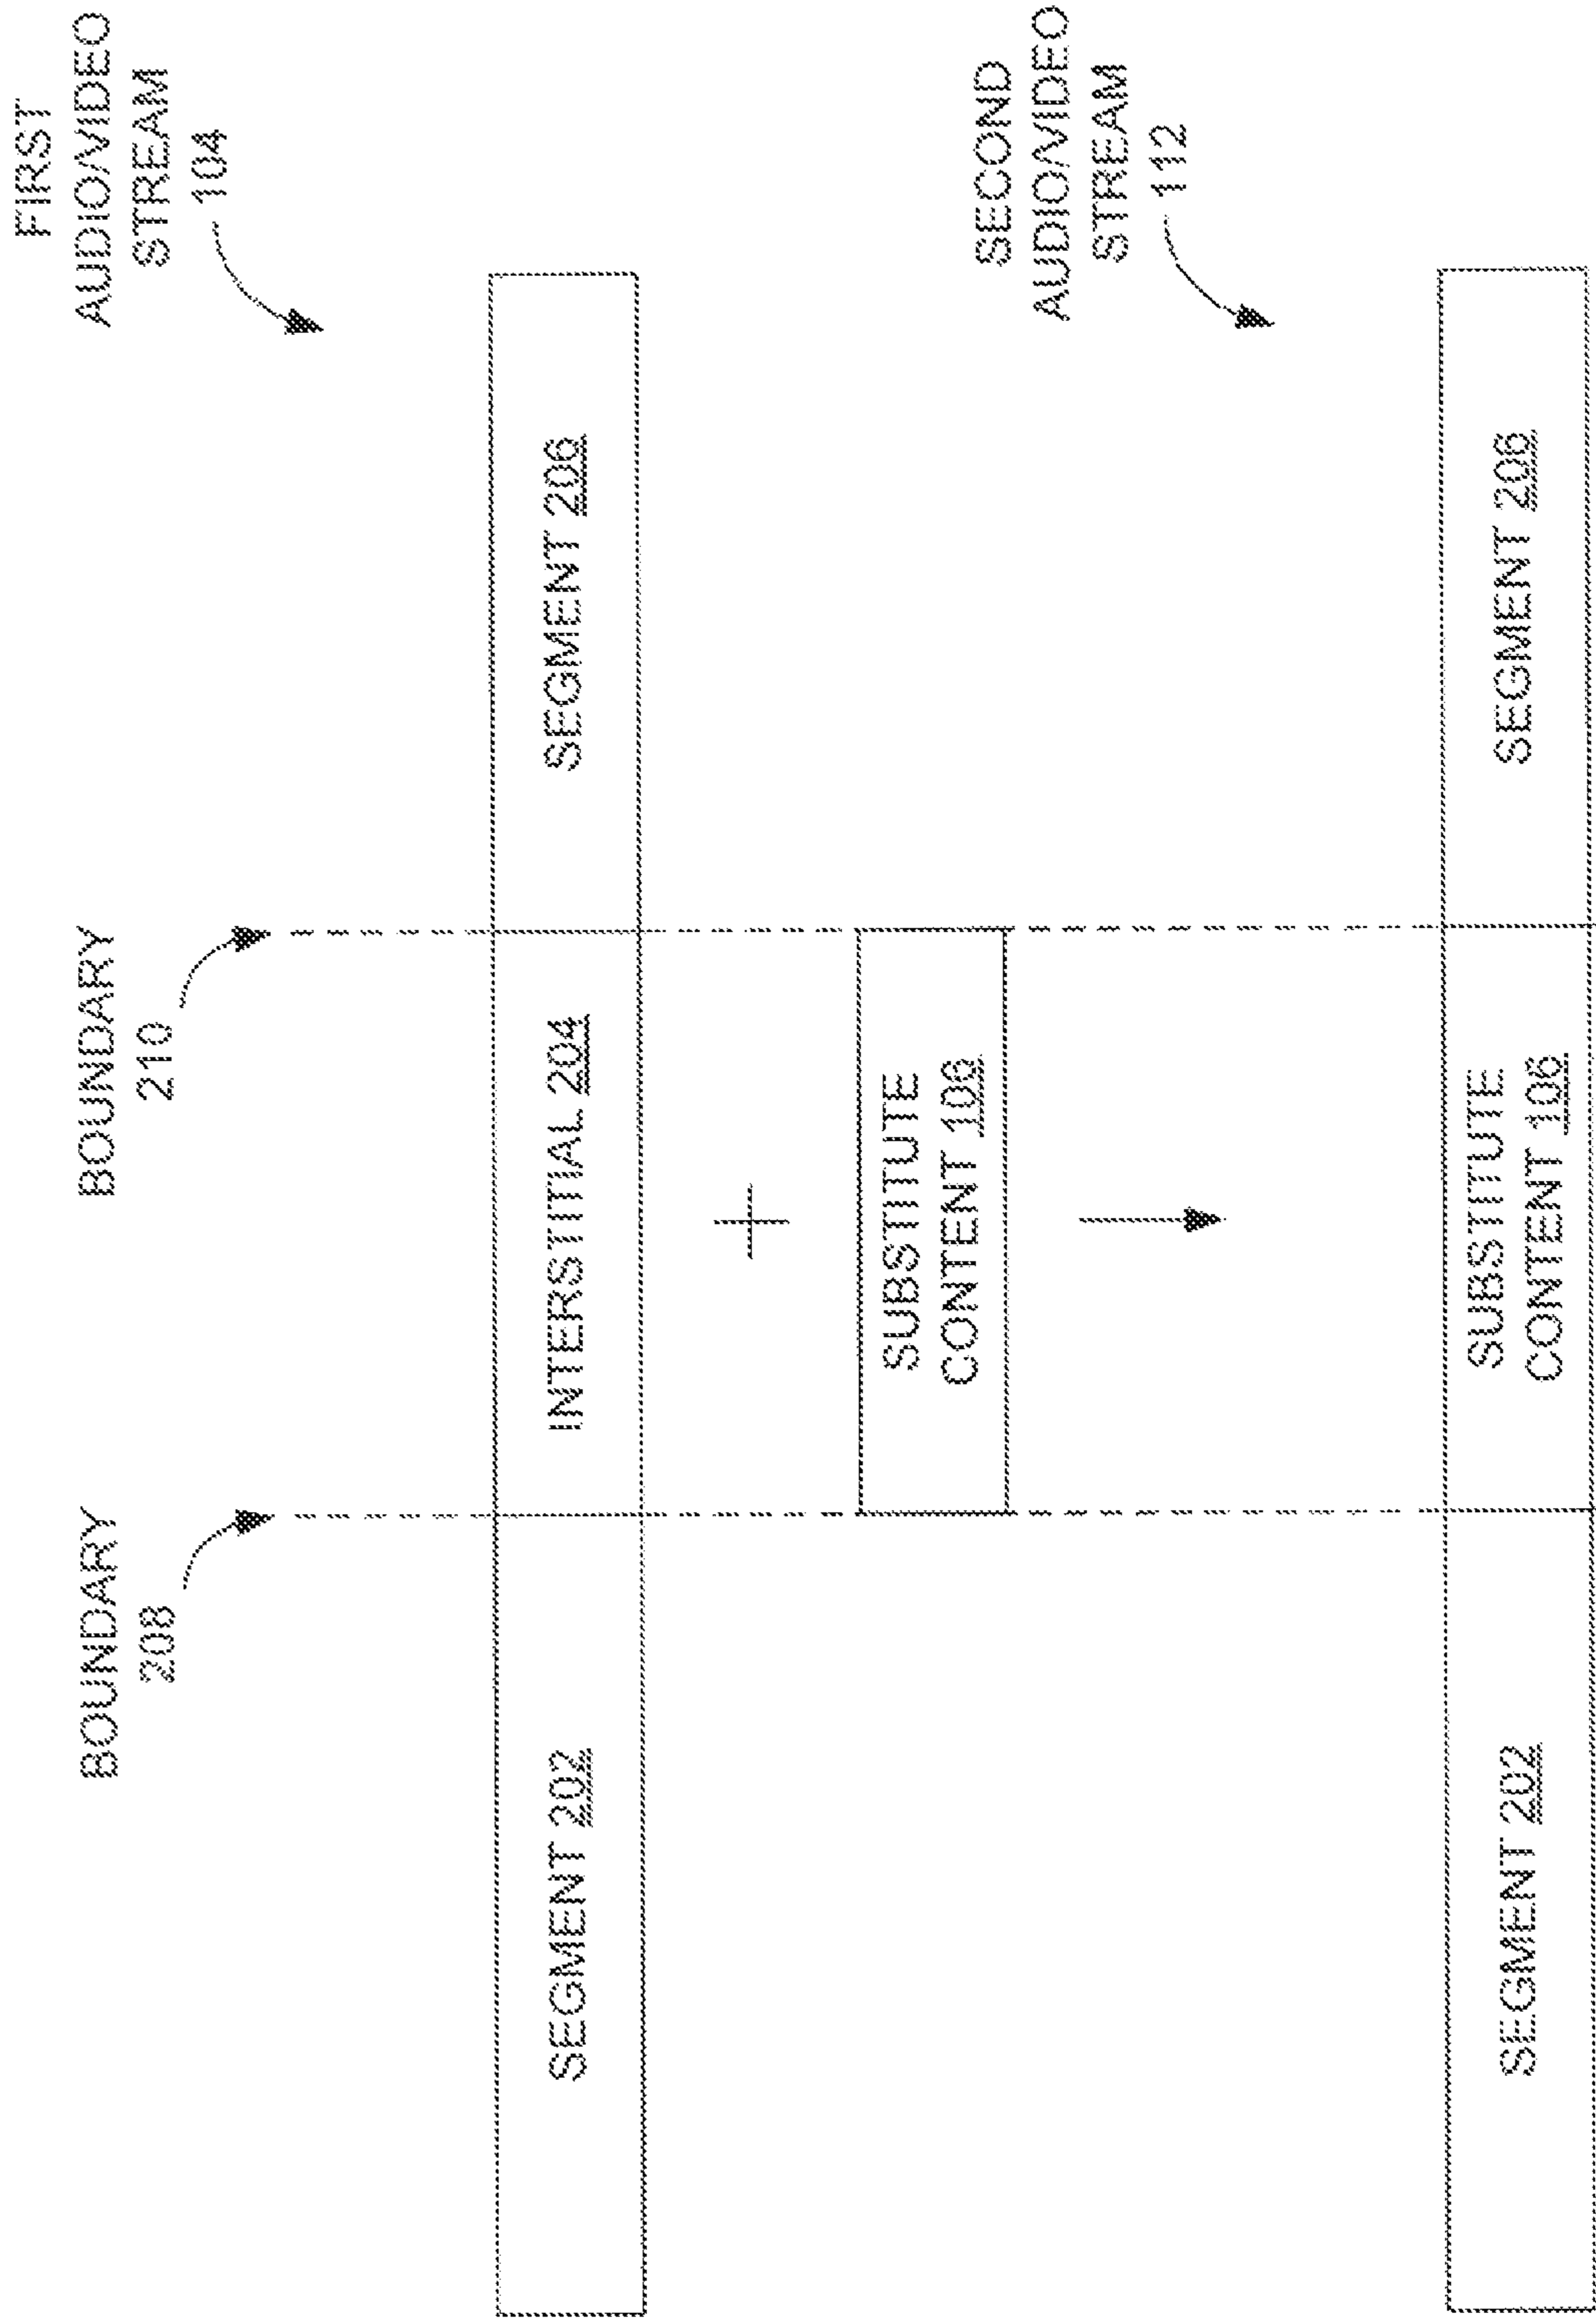 FIRST
AUDIO/VIDEO
STREAM
104
BOUNDARY
208
BOUNDARY
210
SEGMENT 202
INTERSTITIAL 204
SEGMENT 206
+
SUBSTITUTE
CONTENT 106
SECOND
AUDIO/VIDEO
STREAM
112
SEGMENT 202
SUBSTITUTE
CONTENT 106
SEGMENT 206